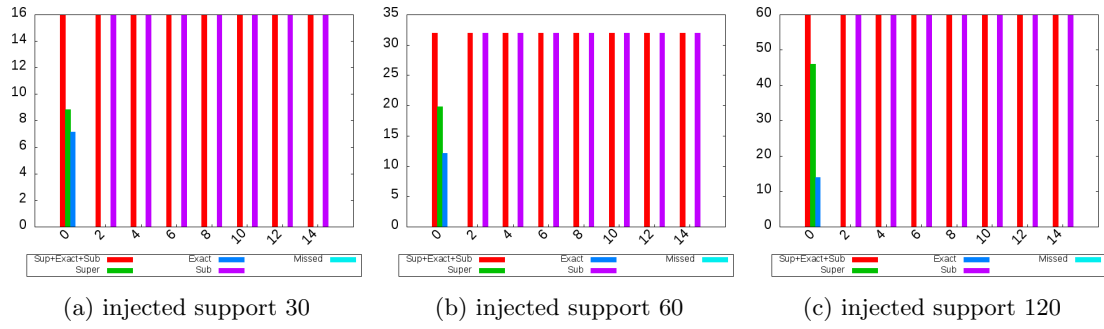 16
14
12
10
8
6
4
2
0
0 2 4 6 8 10 12 14
Sup+Exact+Sub Exact Missed
Super Sub
(a) injected support 30
35
30
25
20
15
10
5
0
0 2 4 6 8 10 12 14
Sup+Exact+Sub Exact Missed
Super Sub
(b) injected support 60
60
50
40
30
20
10
0
0 2 4 6 8 10 12 14
Sup+Exact+Sub Exact Missed
Super Sub
(c) injected support 120